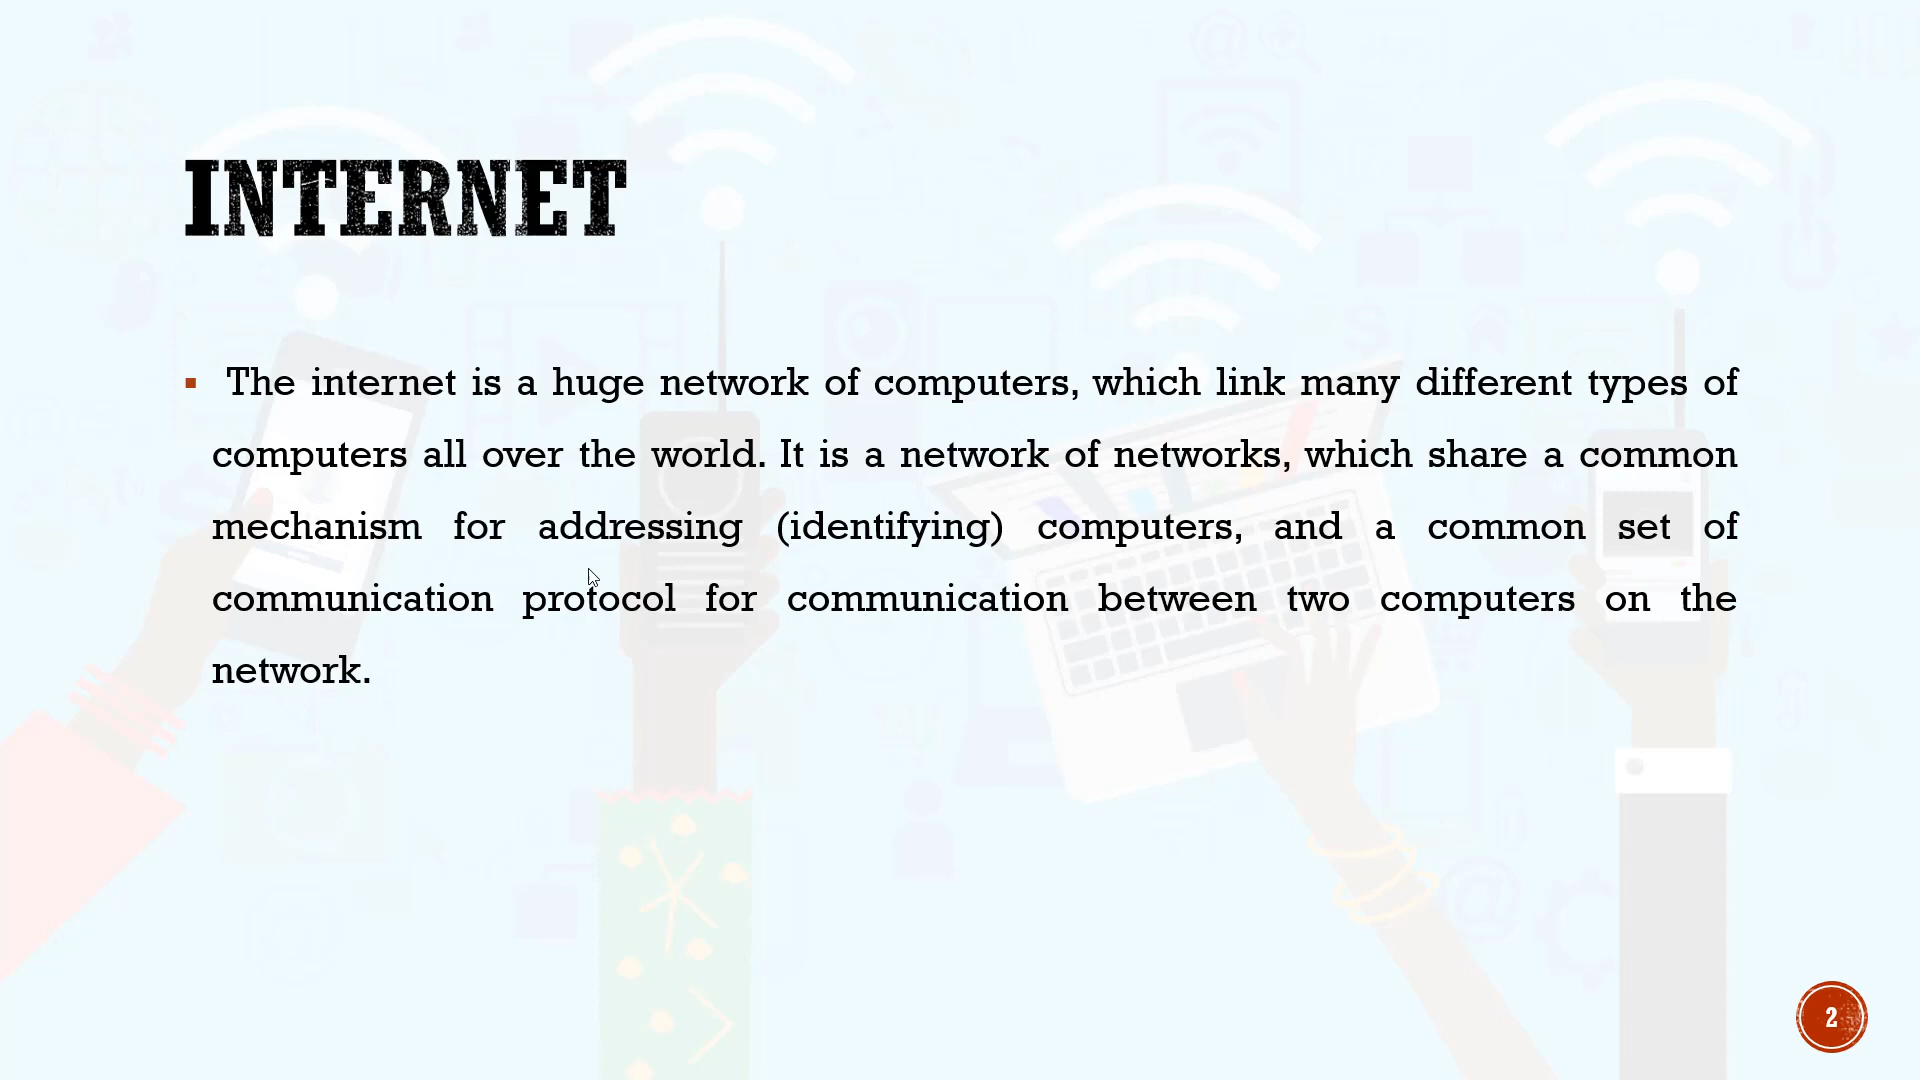 INTERNET
▪ The internet is a huge network of computers, which link many different types of
computers all over the world. It is a network of networks, which share a common
mechanism for addressing (identifying) computers, and a common set of
communication protocol for communication between two computers on the
network.
2